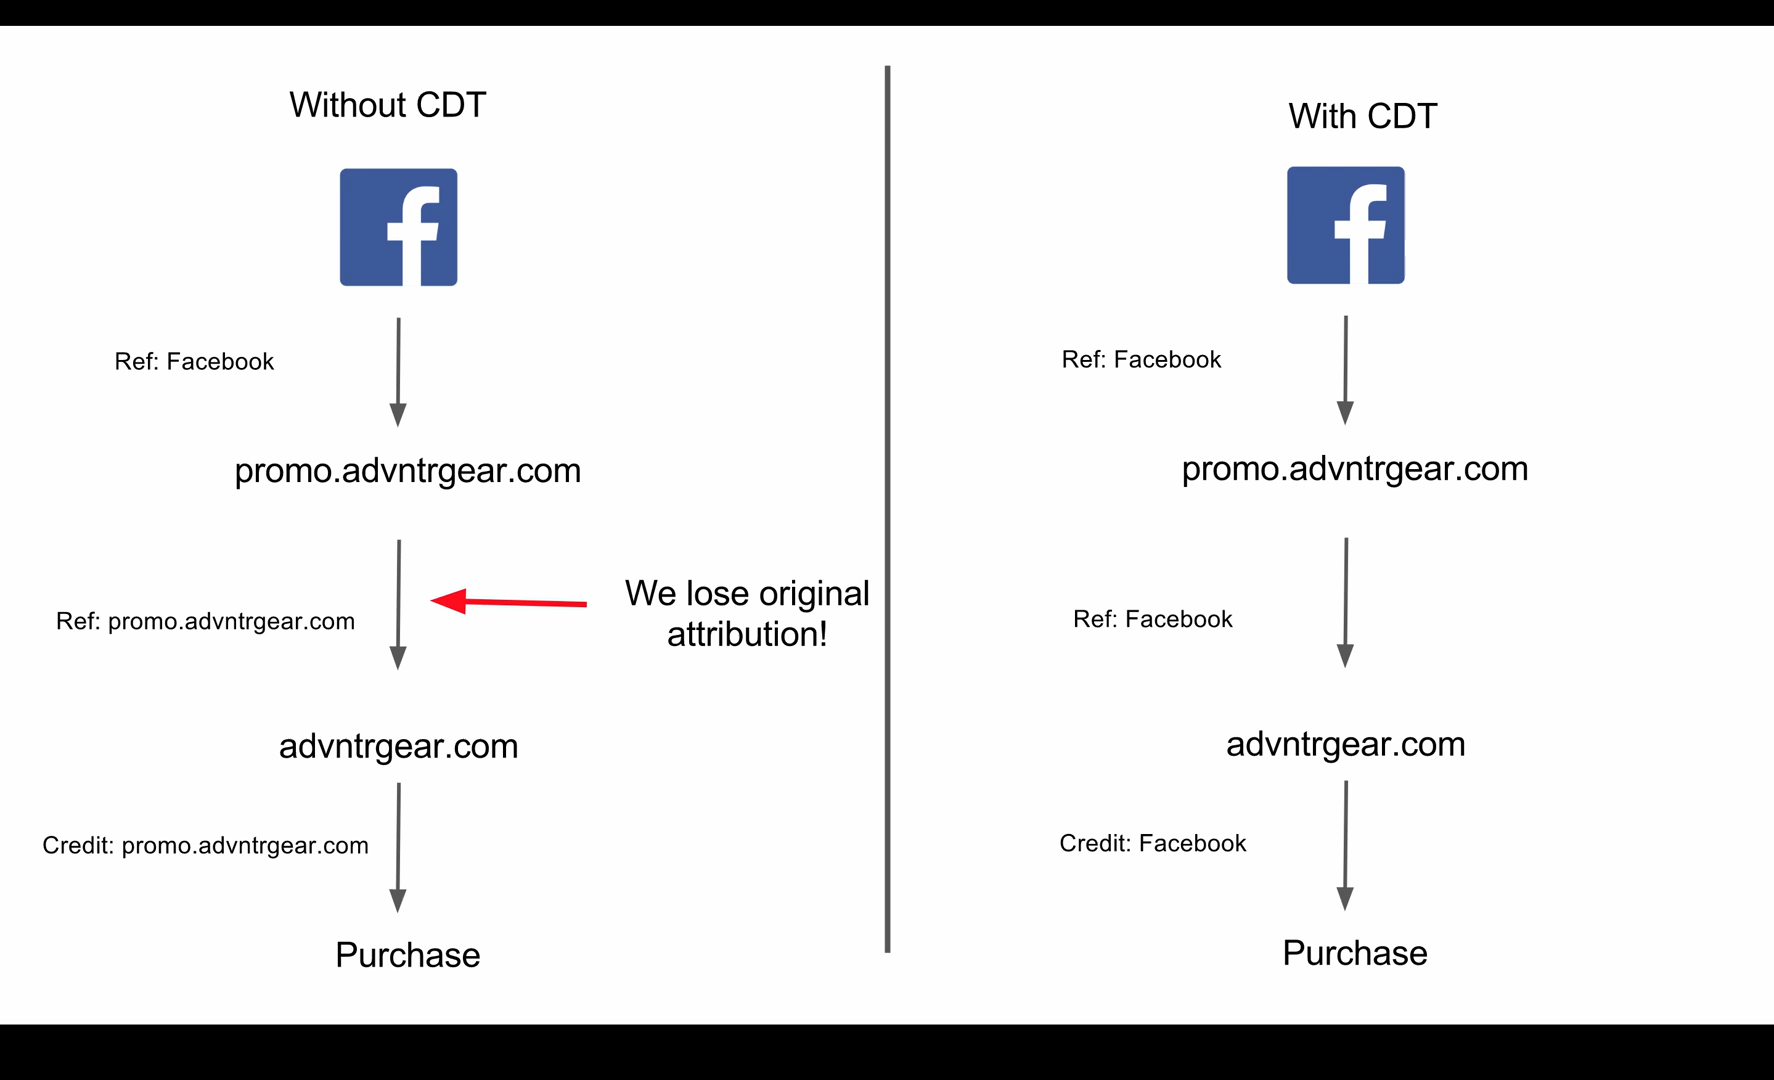 Without CDT
Ref: Facebook
promo.advntrgear.com
Ref: promo.advntrgear.com
We lose original
attribution!
advntrgear.com
Credit: promo.advntrgear.com
Purchase
With CDT
Ref: Facebook
promo.advntrgear.com
Ref: Facebook
advntrgear.com
Credit: Facebook
Purchase